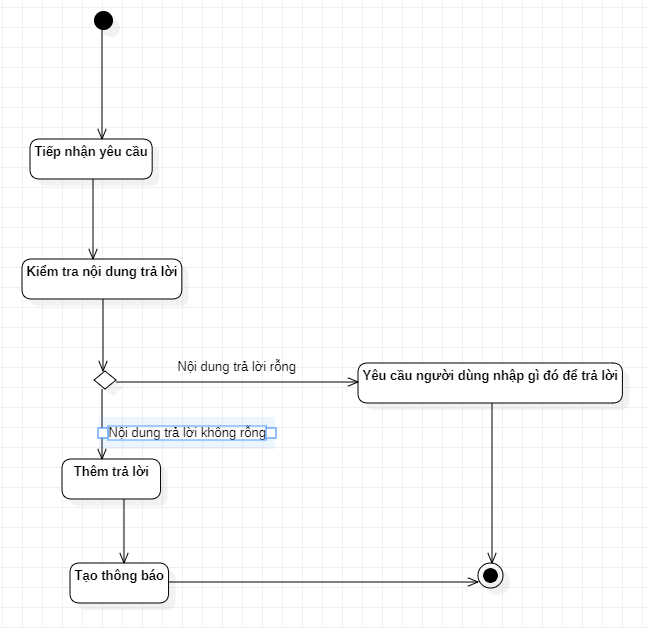 Tiếp nhận yêu cầu
Kiểm tra nội dung trả lời
Nội dung trả lời rỗng
Yêu cầu người dùng nhập gì đó để trả lời
Nội dung trả lời không rỗng
Thêm trả lời
Tạo thông báo